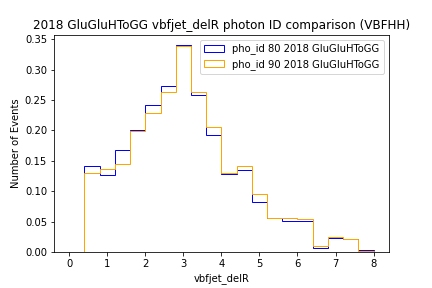 2018 GluGluHToGG vbfjet_delR photon ID comparison (VBFHH)
pho_id 80 2018 GluGluHToGG
pho_id 90 2018 GluGluHToGG
Number of Events
0.35
0.30
0.25
0.20
0.15
0.10
0.05
0.00
0 1 2 3 4 5 6 7 8
vbfjet_delR